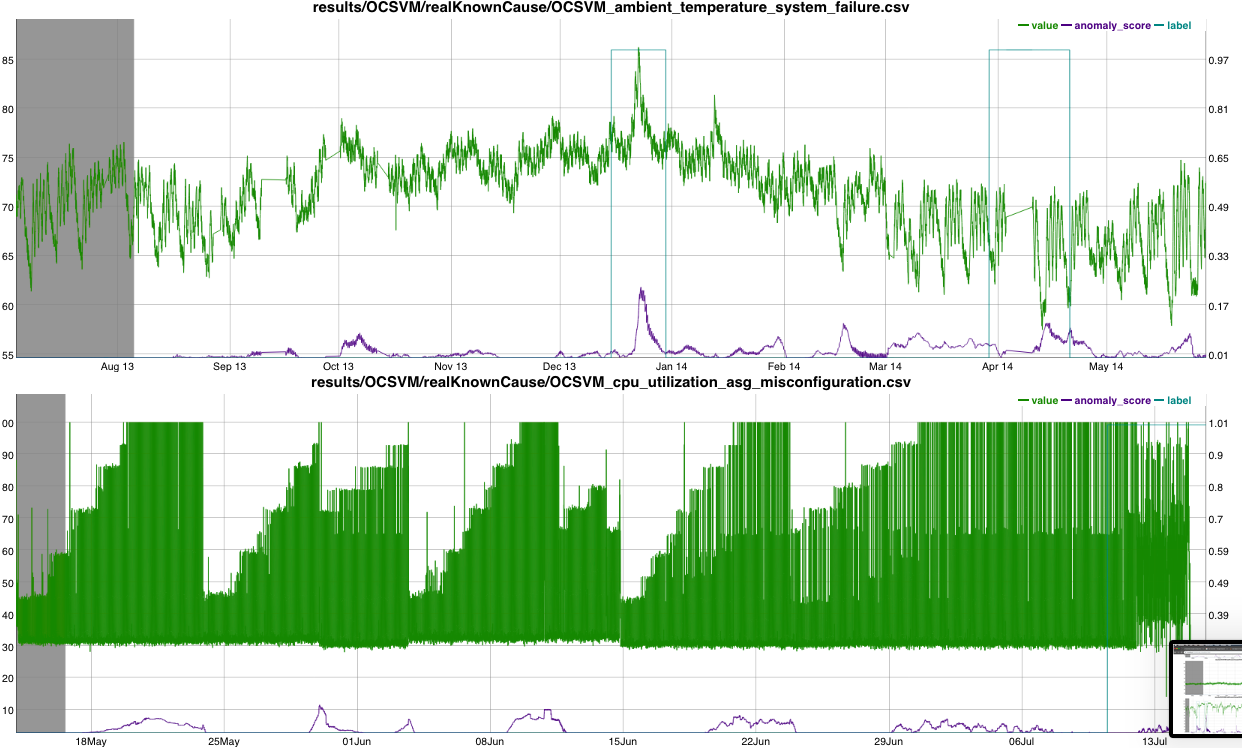 results/OCSVM/realKnownCause/OCSVM_ambient_temperature_system_failure.csv
value anomaly_score label
85 0.97
80 0.81
75 0.65
70 0.49
65 0.33
60 0.17
55 0.01
Aug 13 Sep 13 Oct 13 Nov 13 Dec 13 Jan 14 Feb 14 Mar 14 Apr 14 May 14
results/OCSVM/realKnownCause/OCSVM_cpu_utilization_asg_misconfiguration.csv
value anomaly_score label
00 1.01
90 0.9
80 0.8
70 0.7
60 0.59
50 0.49
40 0.39
30
20
10
18May 25May 01Jun 08Jun 15Jun 22Jun 29Jun 06Jul 13Jul